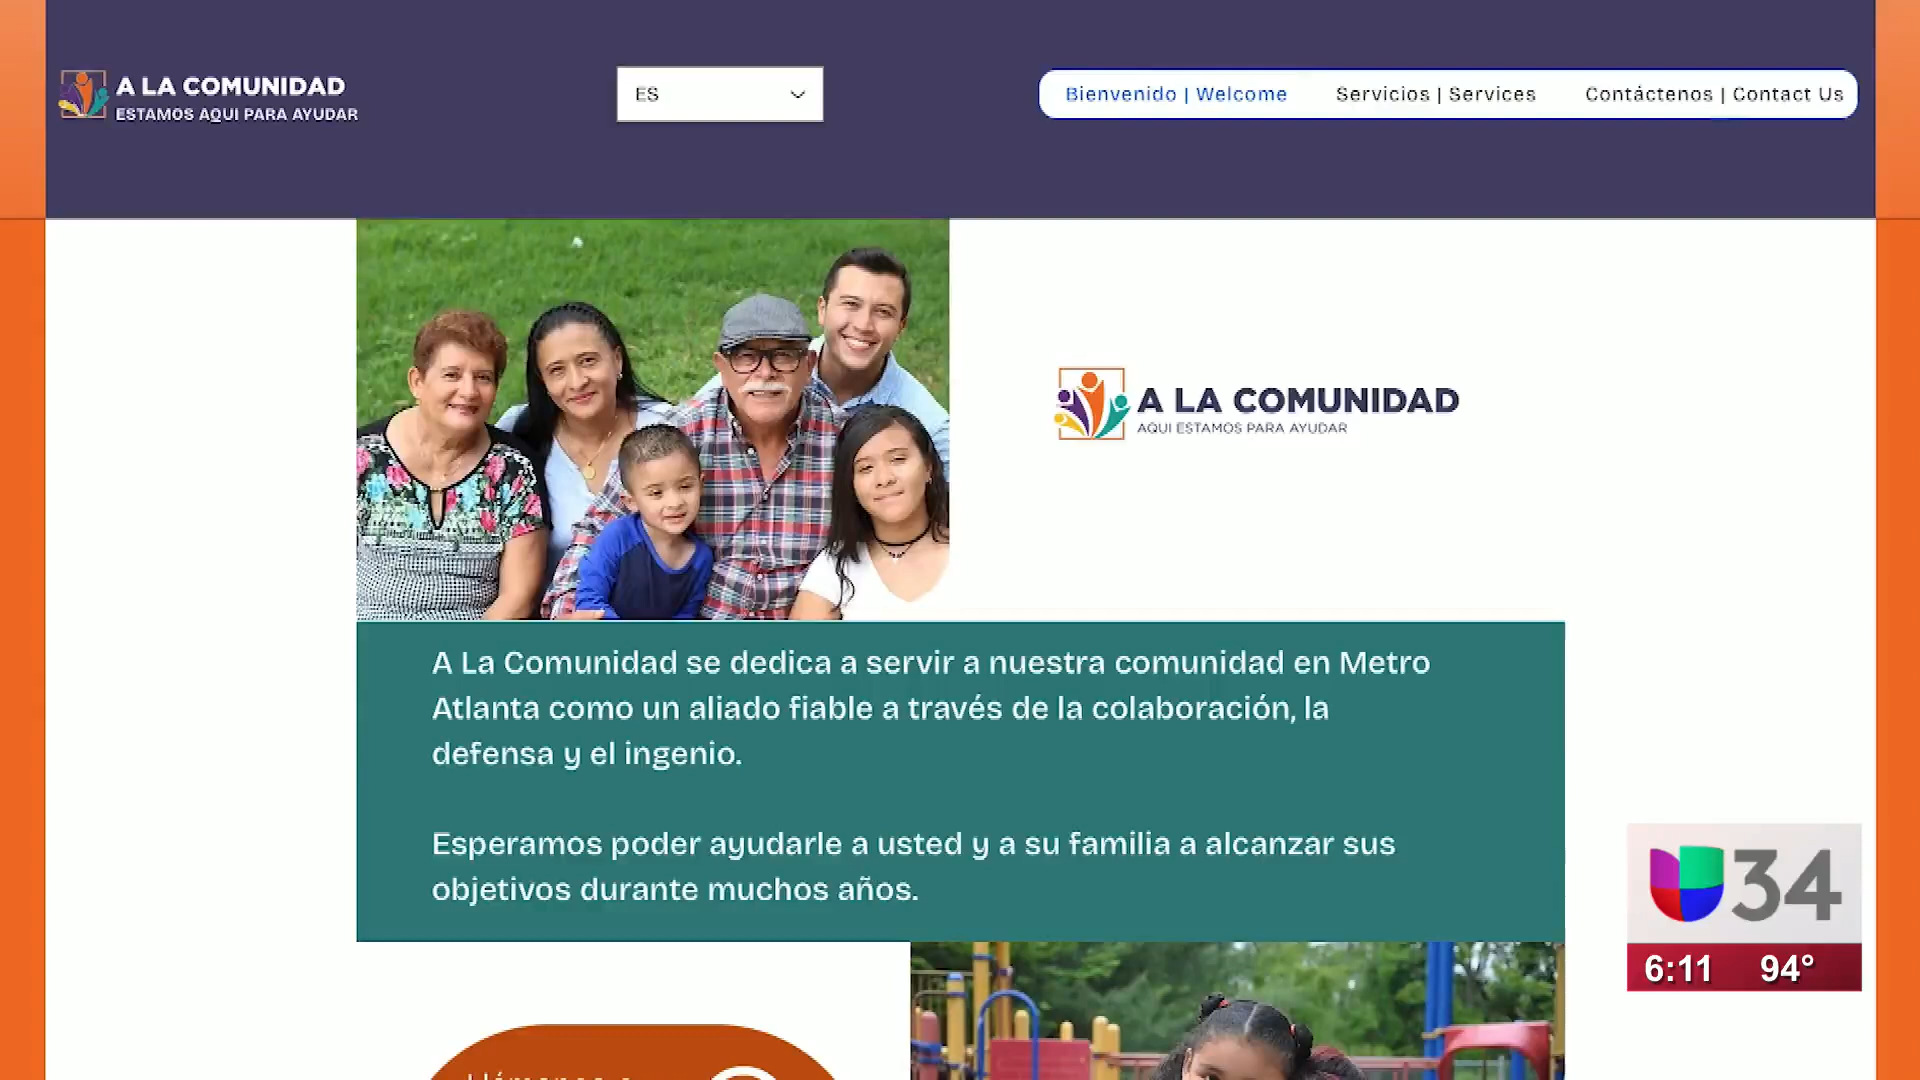 A LA COMUNIDAD
ESTAMOS AQUI PARA AYUDAR
ES
Bienvenido | Welcome
Servicios | Services
Contáctenos | Contact Us
A LA COMUNIDAD
AQUI ESTAMOS PARA AYUDAR
A La Comunidad se dedica a servir a nuestra comunidad en Metro
Atlanta como un aliado fiable a través de la colaboración, la
defensa y el ingenio.
Esperamos poder ayudarle a usted y a su familia a alcanzar sus
objetivos durante muchos años.
34
6:11 94°